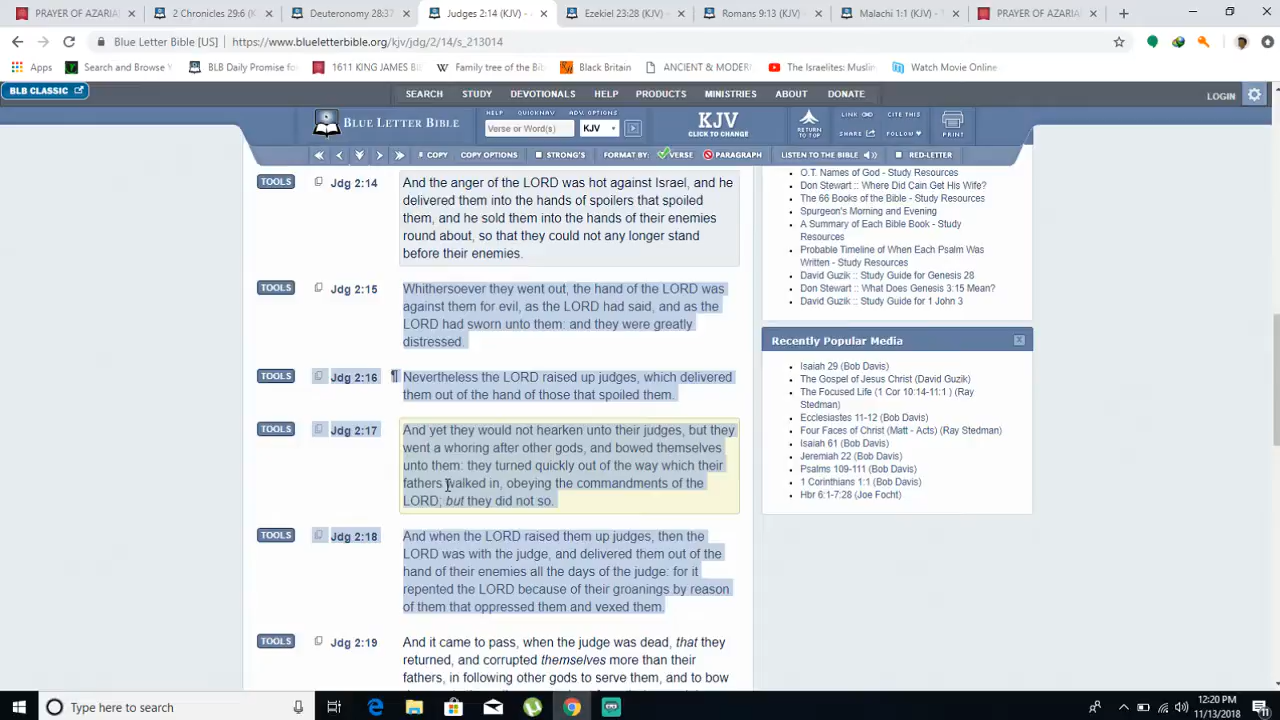 PRAYER OF AZARIA
2 Chronicles 29:6 (K
Deuteronomy 28:37
Judges 2:14 (KJV) -
Ezekiel 23:28 (KJV)
Romans 9:13 (KJV)
Malachi 1:1 (KJV) -
PRAYER OF AZARIA
Blue Letter Bible [US]
https://www.blueletterbible.org/kjv/jdg/2/14/s_213014
Apps
Search and Browse
BLB Daily Promise fo
1611 KING JAMES B
Family tree of the Bib
Black Britain
ANCIENT & MODER
The Israelites: Muslin
Watch Movie Online
BLB CLASSIC
SEARCH STUDY DEVOTIONALS HELP PRODUCTS MINISTRIES ABOUT DONATE
LOGIN
BLUE LETTER BIBLE
HELP QUICKNAV ADV. OPTIONS
Verse or Word(s)
KJV
KJV
CLICK TO CHANGE
RETURN
TO TOP
LINK CITE THIS
SHARE FOLLOW
PRINT
COPY COPY OPTIONS STRONG'S FORMAT BY: VERSE PARAGRAPH LISTEN TO THE BIBLE RED-LETTER
TOOLS Jdg 2:14 And the anger of the LORD was hot against Israel, and he
delivered them into the hands of spoilers that spoiled
them, and he sold them into the hands of their enemies
round about, so that they could not any longer stand
before their enemies.
TOOLS Jdg 2:15 Whithersoever they went out, the hand of the LORD was
against them for evil, as the LORD had said, and as the
LORD had sworn unto them: and they were greatly
distressed.
TOOLS Jdg 2:16 ¶ Nevertheless the LORD raised up judges, which delivered
them out of the hand of those that spoiled them.
TOOLS Jdg 2:17 And yet they would not hearken unto their judges, but they
went a whoring after other gods, and bowed themselves
unto them: they turned quickly out of the way which their
fathers walked in, obeying the commandments of the
LORD; but they did not so.
TOOLS Jdg 2:18 And when the LORD raised them up judges, then the
LORD was with the judge, and delivered them out of the
hand of their enemies all the days of the judge: for it
repented the LORD because of their groanings by reason
of them that oppressed them and vexed them.
TOOLS Jdg 2:19 And it came to pass, when the judge was dead, that they
returned, and corrupted themselves more than their
fathers, in following other gods to serve them, and to bow
O.T. Names of God - Study Resources
Don Stewart :: Where Did Cain Get His Wife?
The 66 Books of the Bible - Study Resources
Spurgeon's Morning and Evening
A Summary of Each Bible Book - Study
Resources
Probable Timeline of When Each Psalm Was
Written - Study Resources
David Guzik :: Study Guide for Genesis 28
Don Stewart :: What Does Genesis 3:15 Mean?
David Guzik :: Study Guide for 1 John 3
Recently Popular Media
Isaiah 29 (Bob Davis)
The Gospel of Jesus Christ (David Guzik)
The Focused Life (1 Cor 10:14-11:1 ) (Ray
Stedman)
Ecclesiastes 11-12 (Bob Davis)
Four Faces of Christ (Matt - Acts) (Ray Stedman)
Isaiah 61 (Bob Davis)
Jeremiah 22 (Bob Davis)
Psalms 109-111 (Bob Davis)
1 Corinthians 1:1 (Bob Davis)
Hbr 6:1-7:28 (Joe Focht)
Type here to search
12:20 PM
11/13/2018